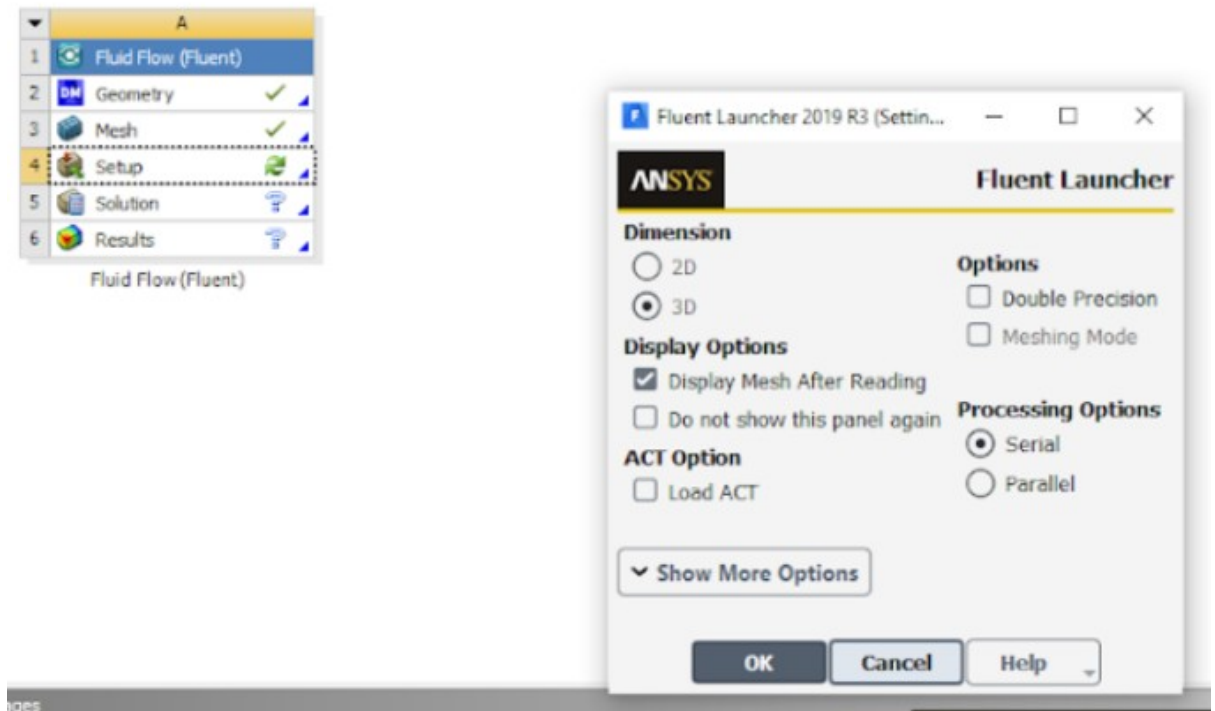 A
1 Fluid Flow (Fluent)
2 DM Geometry
3 Mesh
4 Setup
5 Solution
6 Results
Fluid Flow (Fluent)
F Fluent Launcher 2019 R3 (Settin...
ANSYS
Fluent Launcher
Dimension
2D
3D
Display Options
Display Mesh After Reading
Do not show this panel again
ACT Option
Load ACT
Options
Double Precision
Meshing Mode
Processing Options
Serial
Parallel
Show More Options
OK Cancel Help